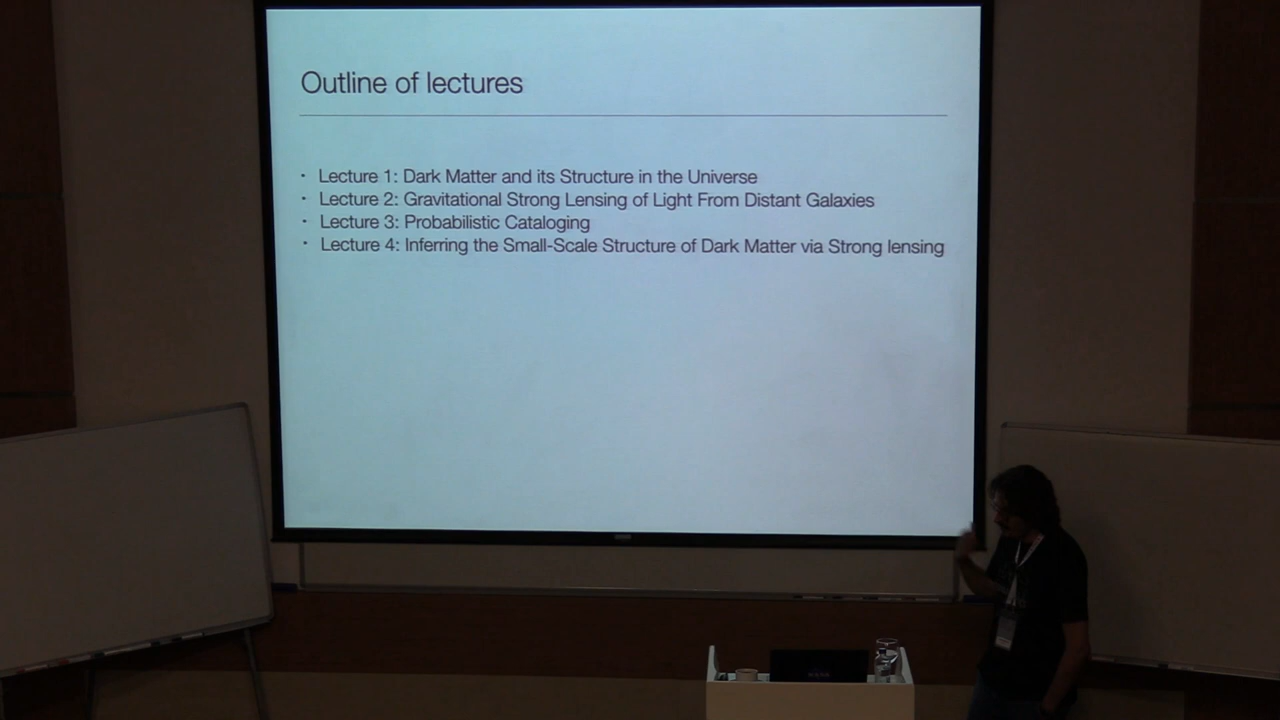 Outline of lectures
· Lecture 1: Dark Matter and its Structure in the Universe
· Lecture 2: Gravitational Strong Lensing of Light From Distant Galaxies
· Lecture 3: Probabilistic Cataloging
· Lecture 4: Inferring the Small-Scale Structure of Dark Matter via Strong lensing